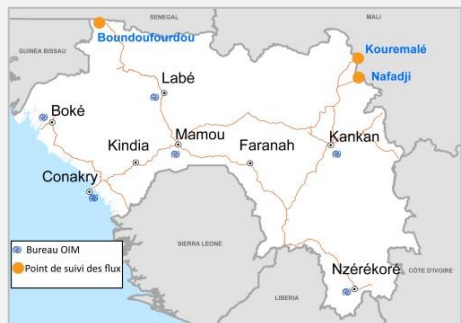 SENEGAL
MALI
Boundoufourdou
GUINEA BISSAU
Kouremalé
Nafadji
Labé
Boké
Kindia
Mamou
Faranah
Kankan
Conakry
Bureau OIM
Point de suivi des flux
SIERRA LEONE
Nzérékoré
CÔTE D'IVOIRE
LIBERIA